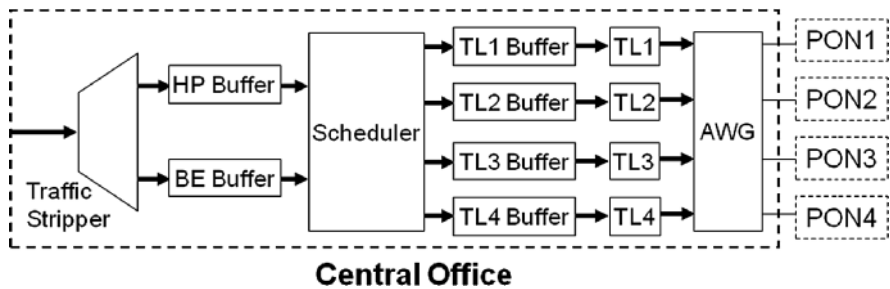 TL1 Buffer
TL1
PON1
HP Buffer
TL2 Buffer
TL2
PON2
Scheduler
AWG
BE Buffer
TL3 Buffer
TL3
PON3
Traffic
Stripper
TL4 Buffer
TL4
PON4
Central Office